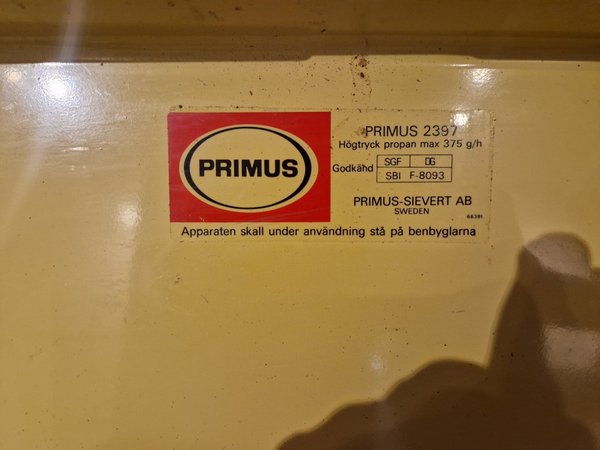 PRIMUS
PRIMUS 2397
Högtryck propan max 375 g/h
Godkänd SGF DG
SBI F-8093
PRIMUS-SIEVERT AB
SWEDEN
66391
Apparaten skall under användning stå på benbyglarna